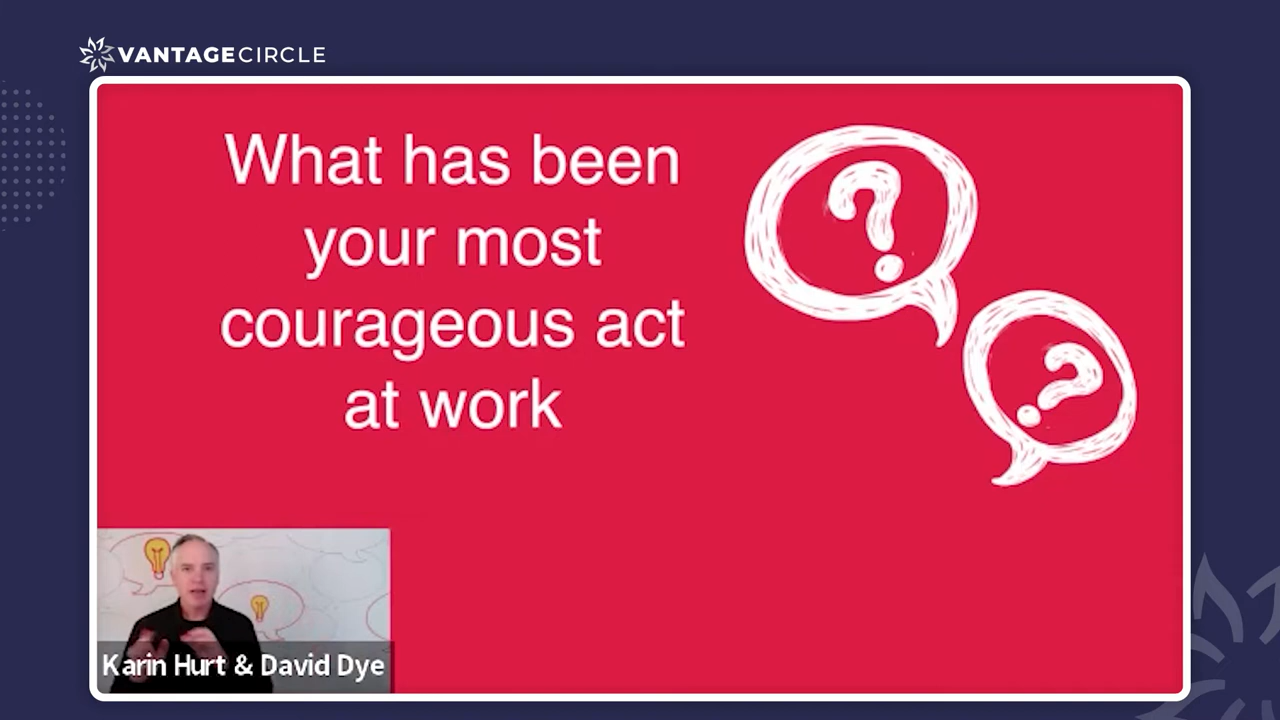 VANTAGECIRCLE
What has been
your most
courageous act
at work
?
?
Karin Hurt & David Dye